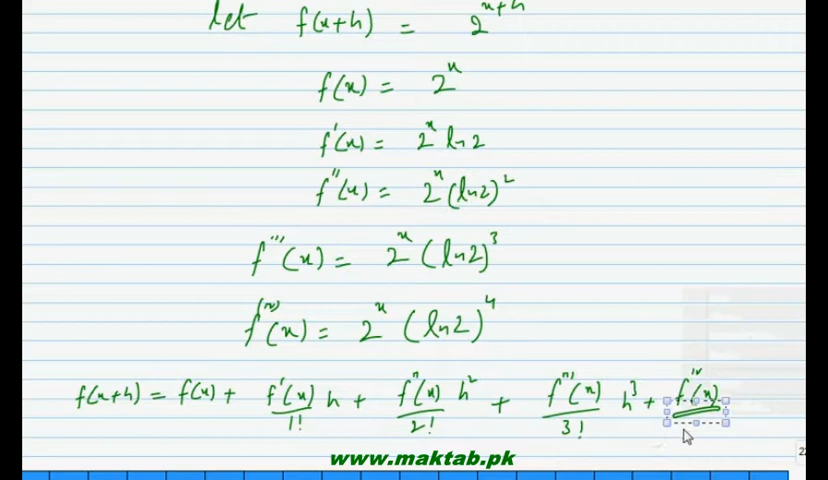 let f(x+h) = 2^{x+h}
f(x) = 2^x
f'(x) = 2^x ln2
f''(x) = 2^x (ln2)^2
f'''(x) = 2^x (ln2)^3
f^{(iv)}(x) = 2^x (ln2)^4
f(x+h) = f(x) + f'(x)/1! h + f''(x)/2! h^2 + f'''(x)/3! h^3 + f^{iv}(x)
www.maktab.pk